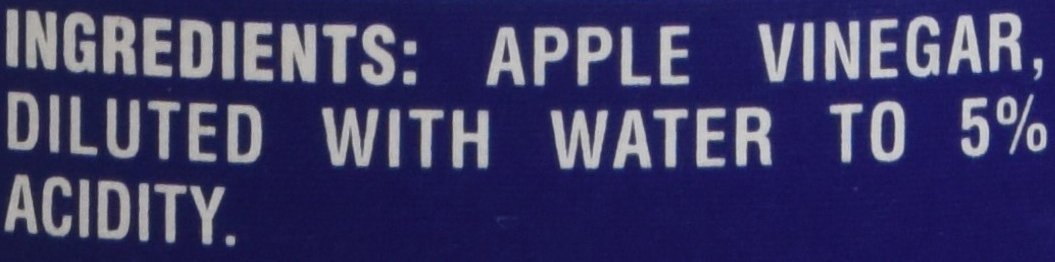 INGREDIENTS: APPLE VINEGAR,
DILUTED WITH WATER TO 5%
ACIDITY.